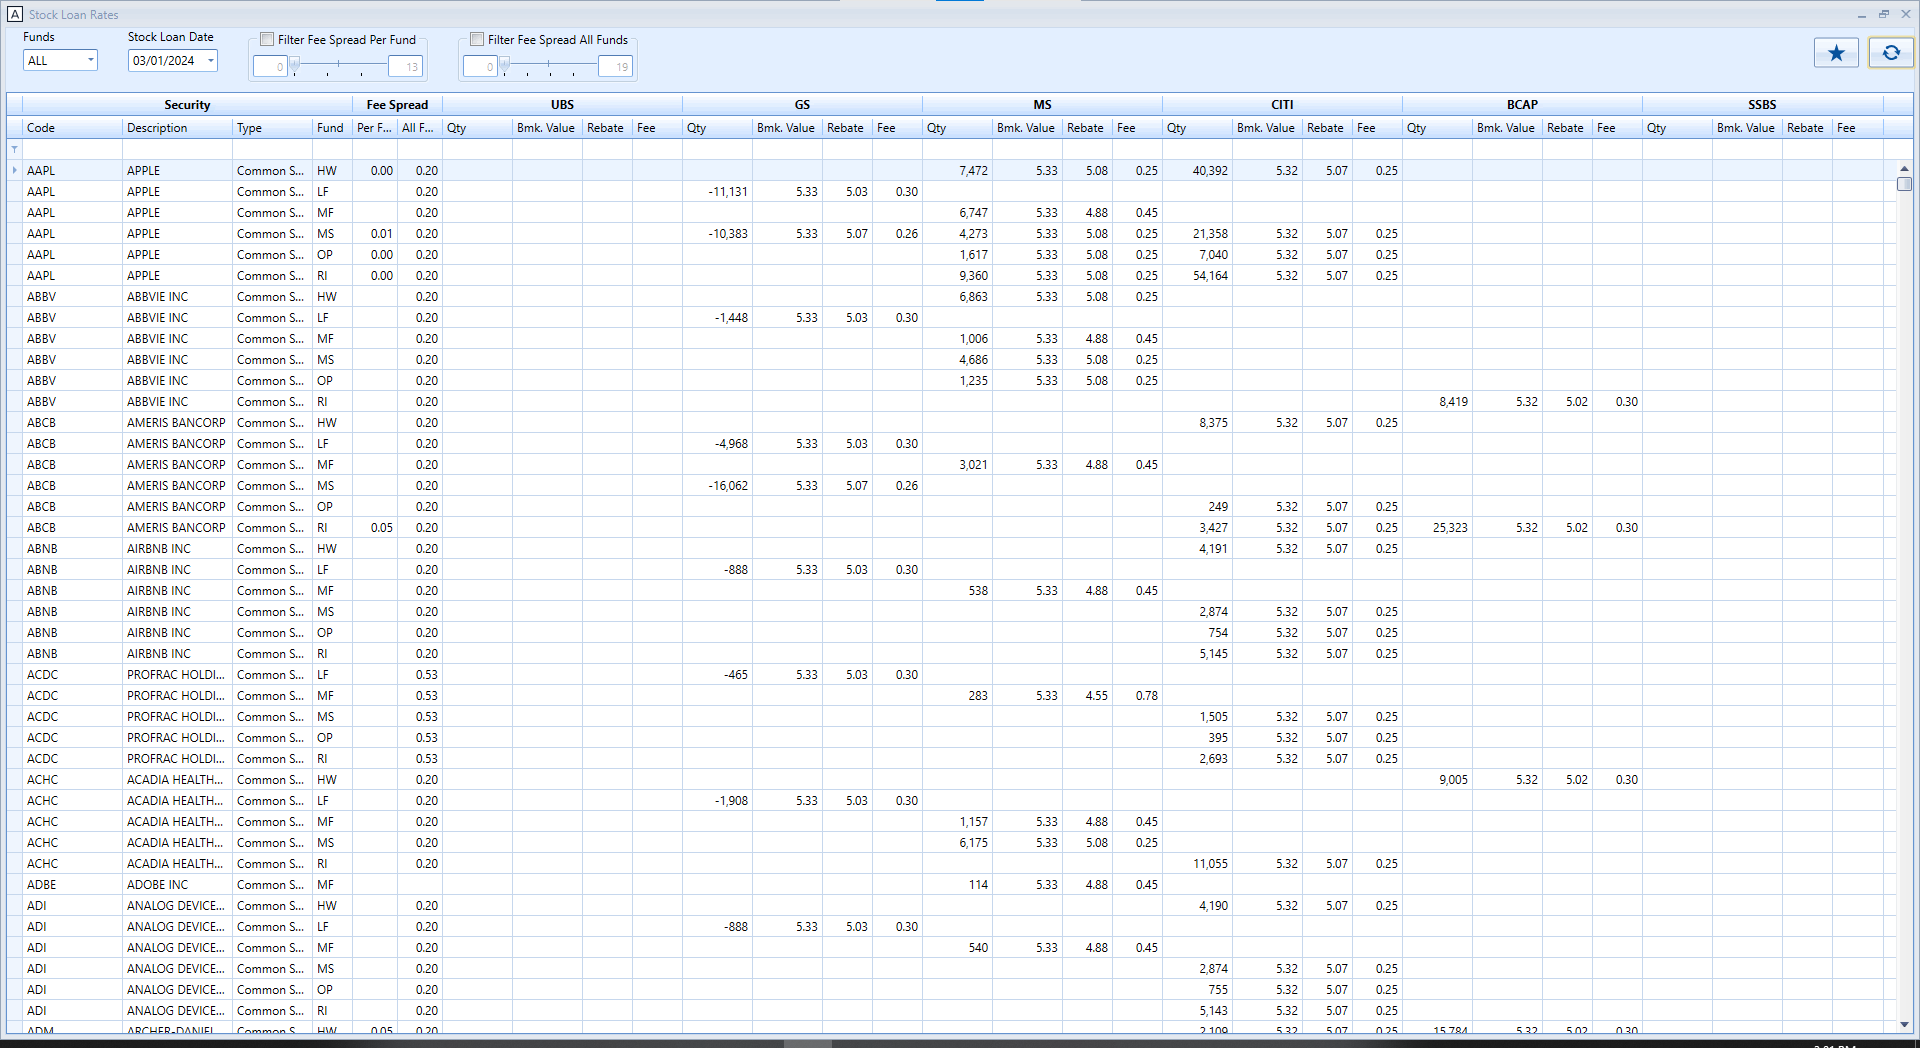 A Stock Loan Rates
Funds Stock Loan Date Filter Fee Spread Per Fund Filter Fee Spread All Funds
ALL 03/01/2024 0 13 0 19
Security Fee Spread UBS GS MS CITI BCAP SSBS
Code Description Type Fund Per F... All F... Qty Bmk. Value Rebate Fee Qty Bmk. Value Rebate Fee Qty Bmk. Value Rebate Fee Qty Bmk. Value Rebate Fee Qty Bmk. Value Rebate Fee Qty Bmk. Value Rebate Fee
AAPL APPLE Common S... HW 0.00 0.20 7,472 5.33 5.08 0.25 40,392 5.32 5.07 0.25
AAPL APPLE Common S... LF 0.20 -11,131 5.33 5.03 0.30
AAPL APPLE Common S... MF 0.20 6,747 5.33 4.88 0.45
AAPL APPLE Common S... MS 0.01 0.20 -10,383 5.33 5.07 0.26 4,273 5.33 5.08 0.25 21,358 5.32 5.07 0.25
AAPL APPLE Common S... OP 0.00 0.20 1,617 5.33 5.08 0.25 7,040 5.32 5.07 0.25
AAPL APPLE Common S... RI 0.00 0.20 9,360 5.33 5.08 0.25 54,164 5.32 5.07 0.25
ABBV ABBVIE INC Common S... HW 0.20 6,863 5.33 5.08 0.25
ABBV ABBVIE INC Common S... LF 0.20 -1,448 5.33 5.03 0.30
ABBV ABBVIE INC Common S... MF 0.20 1,006 5.33 4.88 0.45
ABBV ABBVIE INC Common S... MS 0.20 4,686 5.33 5.08 0.25
ABBV ABBVIE INC Common S... OP 0.20 1,235 5.33 5.08 0.25
ABBV ABBVIE INC Common S... RI 0.20 8,419 5.32 5.02 0.30
ABCB AMERIS BANCORP Common S... HW 0.20 8,375 5.32 5.07 0.25
ABCB AMERIS BANCORP Common S... LF 0.20 -4,968 5.33 5.03 0.30
ABCB AMERIS BANCORP Common S... MF 0.20 3,021 5.33 4.88 0.45
ABCB AMERIS BANCORP Common S... MS 0.20 -16,062 5.33 5.07 0.26
ABCB AMERIS BANCORP Common S... OP 0.20 249 5.32 5.07 0.25
ABCB AMERIS BANCORP Common S... RI 0.05 0.20 3,427 5.32 5.07 0.25 25,323 5.32 5.02 0.30
ABNB AIRBNB INC Common S... HW 0.20 4,191 5.32 5.07 0.25
ABNB AIRBNB INC Common S... LF 0.20 -888 5.33 5.03 0.30
ABNB AIRBNB INC Common S... MF 0.20 538 5.33 4.88 0.45
ABNB AIRBNB INC Common S... MS 0.20 2,874 5.32 5.07 0.25
ABNB AIRBNB INC Common S... OP 0.20 754 5.32 5.07 0.25
ABNB AIRBNB INC Common S... RI 0.20 5,145 5.32 5.07 0.25
ACDC PROFRAC HOLDI... Common S... LF 0.53 -465 5.33 5.03 0.30
ACDC PROFRAC HOLDI... Common S... MF 0.53 283 5.33 4.55 0.78
ACDC PROFRAC HOLDI... Common S... MS 0.53 1,505 5.32 5.07 0.25
ACDC PROFRAC HOLDI... Common S... OP 0.53 395 5.32 5.07 0.25
ACDC PROFRAC HOLDI... Common S... RI 0.53 2,693 5.32 5.07 0.25
ACHC ACADIA HEALTH... Common S... HW 0.20 9,005 5.32 5.02 0.30
ACHC ACADIA HEALTH... Common S... LF 0.20 -1,908 5.33 5.03 0.30
ACHC ACADIA HEALTH... Common S... MF 0.20 1,157 5.33 4.88 0.45
ACHC ACADIA HEALTH... Common S... MS 0.20 6,175 5.33 5.08 0.25
ACHC ACADIA HEALTH... Common S... RI 0.20 11,055 5.32 5.07 0.25
ADBE ADOBE INC Common S... MF 114 5.33 4.88 0.45
ADI ANALOG DEVICE... Common S... HW 0.20 4,190 5.32 5.07 0.25
ADI ANALOG DEVICE... Common S... LF 0.20 -888 5.33 5.03 0.30
ADI ANALOG DEVICE... Common S... MF 0.20 540 5.33 4.88 0.45
ADI ANALOG DEVICE... Common S... MS 0.20 2,874 5.32 5.07 0.25
ADI ANALOG DEVICE... Common S... OP 0.20 755 5.32 5.07 0.25
ADI ANALOG DEVICE... Common S... RI 0.20 5,143 5.32 5.07 0.25
ADM ARCHER-DANIEL... Common S... HW 0.05 0.20 2,109 5.32 5.07 0.25 15,784 5.32 5.02 0.30